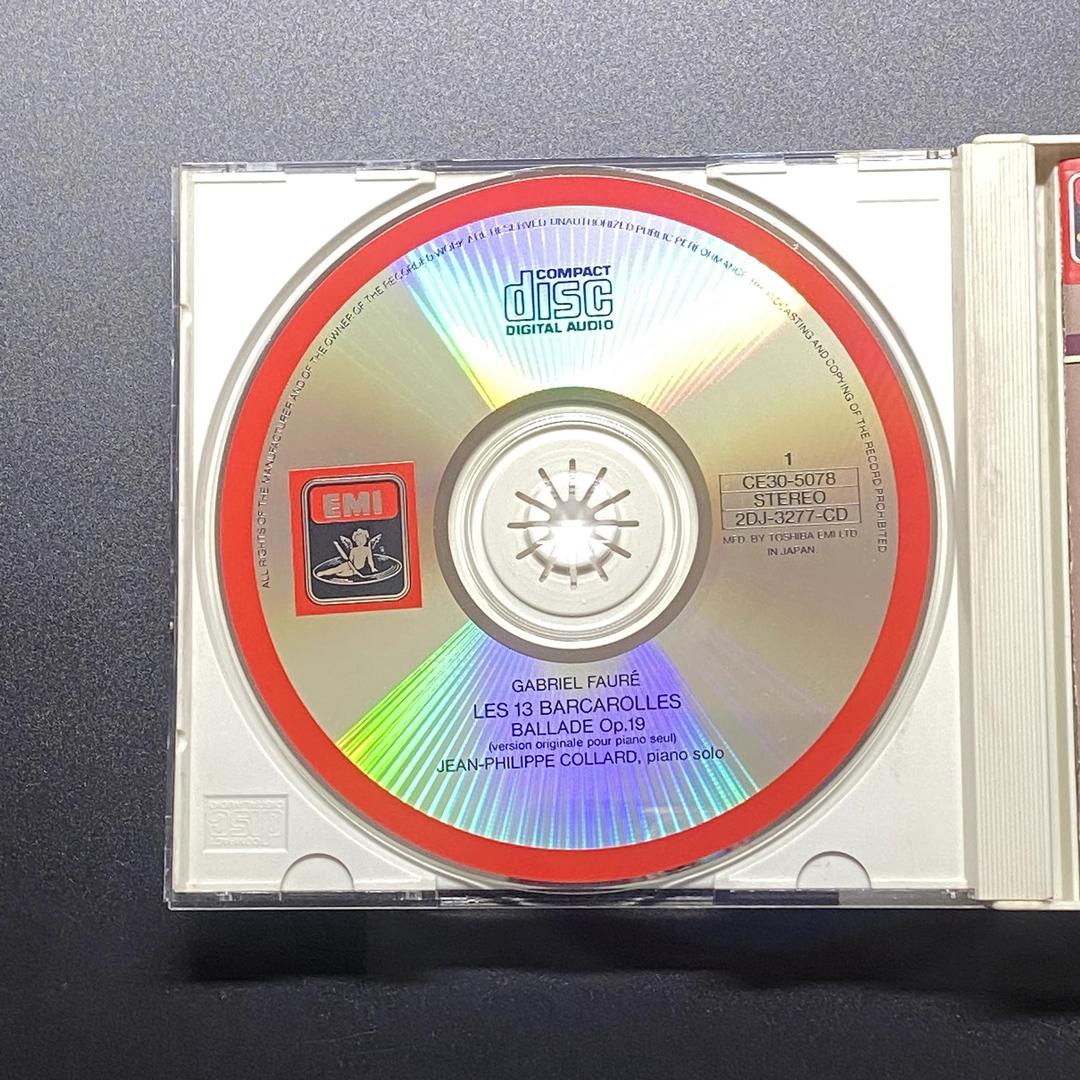 ALL RIGHTS OF THE MANUFACTURER AND OF THE OWNER OF THE RECORDED WORK ARE RESERVED UNAUTHORIZED PUBLIC PERFORMANCE BROADCASTING AND COPYING OF THE RECORD PROHIBITED
COMPACT
disc
DIGITAL AUDIO
EMI
1
CE30-5078
STEREO
2DJ-3277-CD
MFD. BY TOSHIBA EMI LTD
IN JAPAN
GABRIEL FAURÉ
LES 13 BARCAROLLES
BALLADE Op.19
(version originale pour piano seul)
JEAN-PHILIPPE COLLARD, piano solo
COMPACT
disc